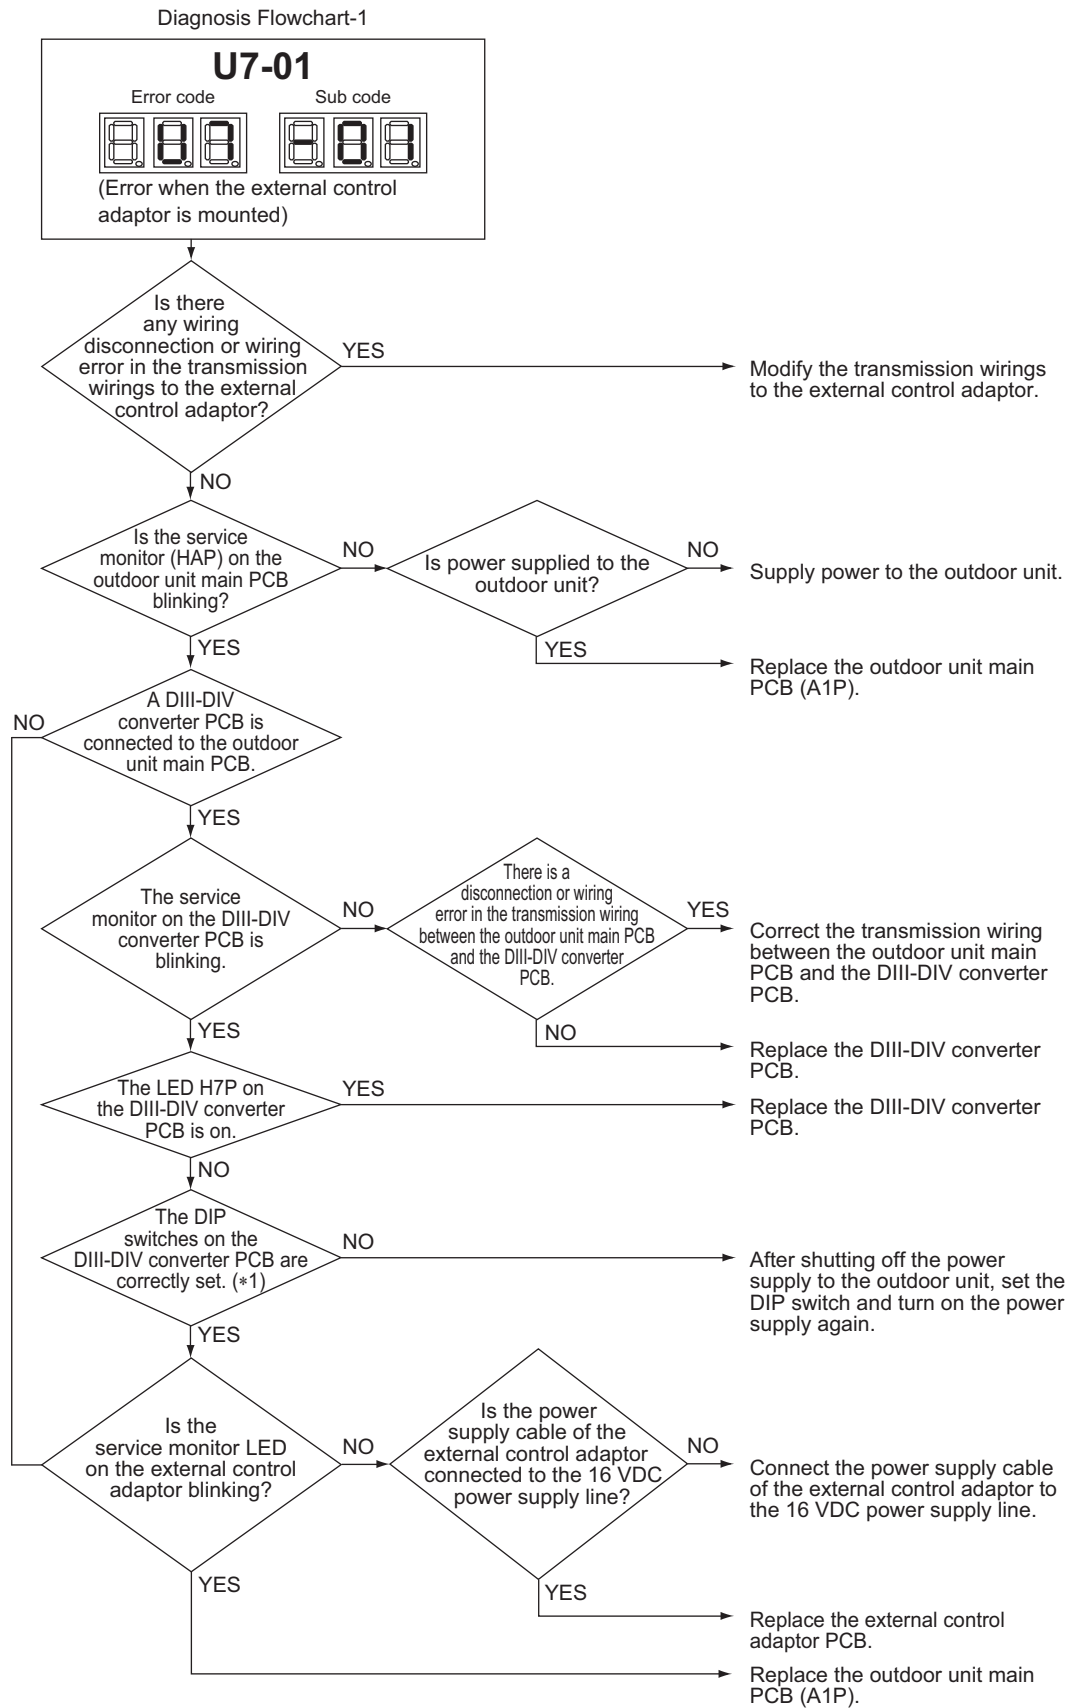 Diagnosis Flowchart-1
U7-01
Error code
Sub code
U7
-01
(Error when the external control
adaptor is mounted)
Is there
any wiring
disconnection or wiring
error in the transmission
wirings to the external
control adaptor?
YES
Modify the transmission wirings
to the external control adaptor.
NO
Is the service
monitor (HAP) on the
outdoor unit main PCB
blinking?
NO
Is power supplied to the
outdoor unit?
NO
Supply power to the outdoor unit.
YES
YES
Replace the outdoor unit main
PCB (A1P).
A DIII-DIV
converter PCB is
connected to the outdoor
unit main PCB.
NO
YES
The service
monitor on the DIII-DIV
converter PCB is
blinking.
NO
There is a
disconnection or wiring
error in the transmission wiring
between the outdoor unit main PCB
and the DIII-DIV converter
PCB.
YES
Correct the transmission wiring
between the outdoor unit main
PCB and the DIII-DIV converter
PCB.
YES
NO
Replace the DIII-DIV converter
PCB.
The LED H7P on
the DIII-DIV converter
PCB is on.
YES
Replace the DIII-DIV converter
PCB.
NO
The DIP
switches on the
DIII-DIV converter PCB are
correctly set. (*1)
NO
After shutting off the power
supply to the outdoor unit, set the
DIP switch and turn on the power
supply again.
YES
Is the
service monitor LED
on the external control
adaptor blinking?
NO
Is the power
supply cable of the
external control adaptor
connected to the 16 VDC
power supply line?
NO
Connect the power supply cable
of the external control adaptor to
the 16 VDC power supply line.
YES
YES
Replace the external control
adaptor PCB.
Replace the outdoor unit main
PCB (A1P).